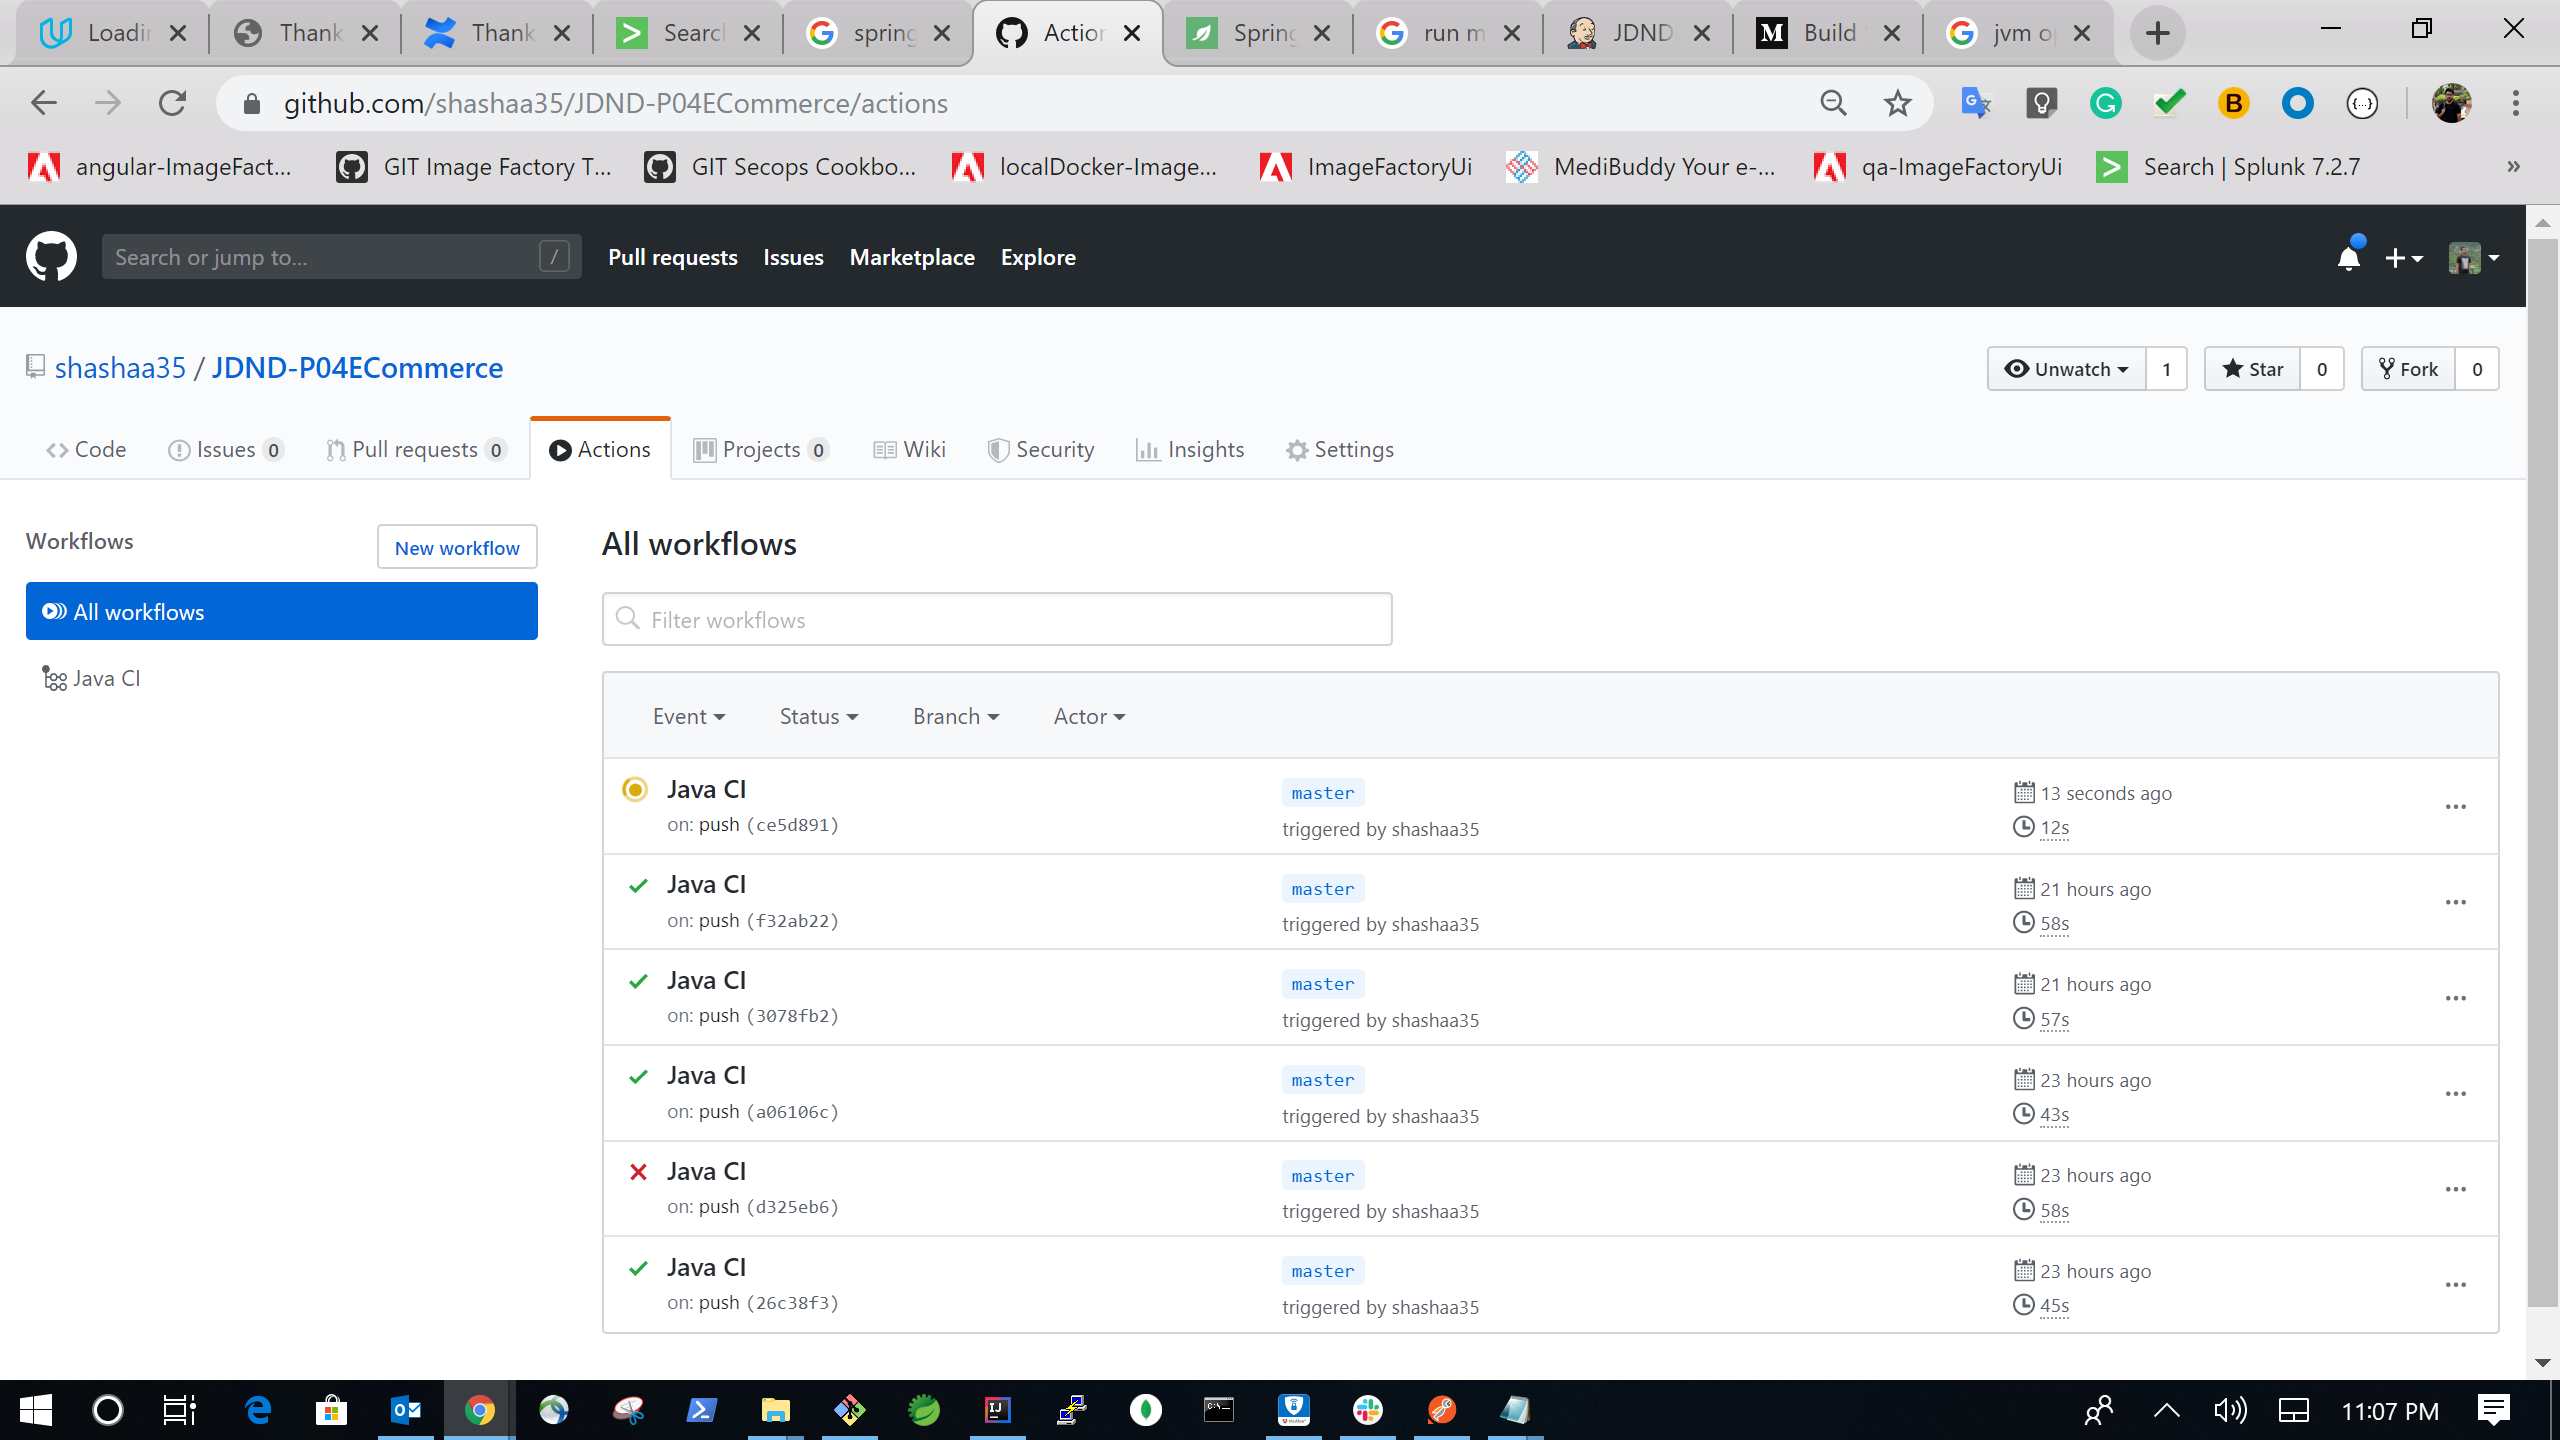 Loadin Thank Thank Search spring Action Spring run m JDND Build jvm op
github.com/shashaa35/JDND-P04ECommerce/actions
angular-ImageFact... GIT Image Factory T... GIT Secops Cookbo... localDocker-Image... ImageFactoryUi MediBuddy Your e-... qa-ImageFactoryUi Search | Splunk 7.2.7 »
Search or jump to... / Pull requests Issues Marketplace Explore
shashaa35 / JDND-P04ECommerce Unwatch 1 Star 0 Fork 0
Code Issues 0 Pull requests 0 Actions Projects 0 Wiki Security Insights Settings
Workflows New workflow
All workflows
Java CI
All workflows
Filter workflows
Event Status Branch Actor
Java CI master 13 seconds ago
on: push (ce5d891) triggered by shashaa35 12s
Java CI master 21 hours ago
on: push (f32ab22) triggered by shashaa35 58s
Java CI master 21 hours ago
on: push (3078fb2) triggered by shashaa35 57s
Java CI master 23 hours ago
on: push (a06106c) triggered by shashaa35 43s
Java CI master 23 hours ago
on: push (d325eb6) triggered by shashaa35 58s
Java CI master 23 hours ago
on: push (26c38f3) triggered by shashaa35 45s
11:07 PM